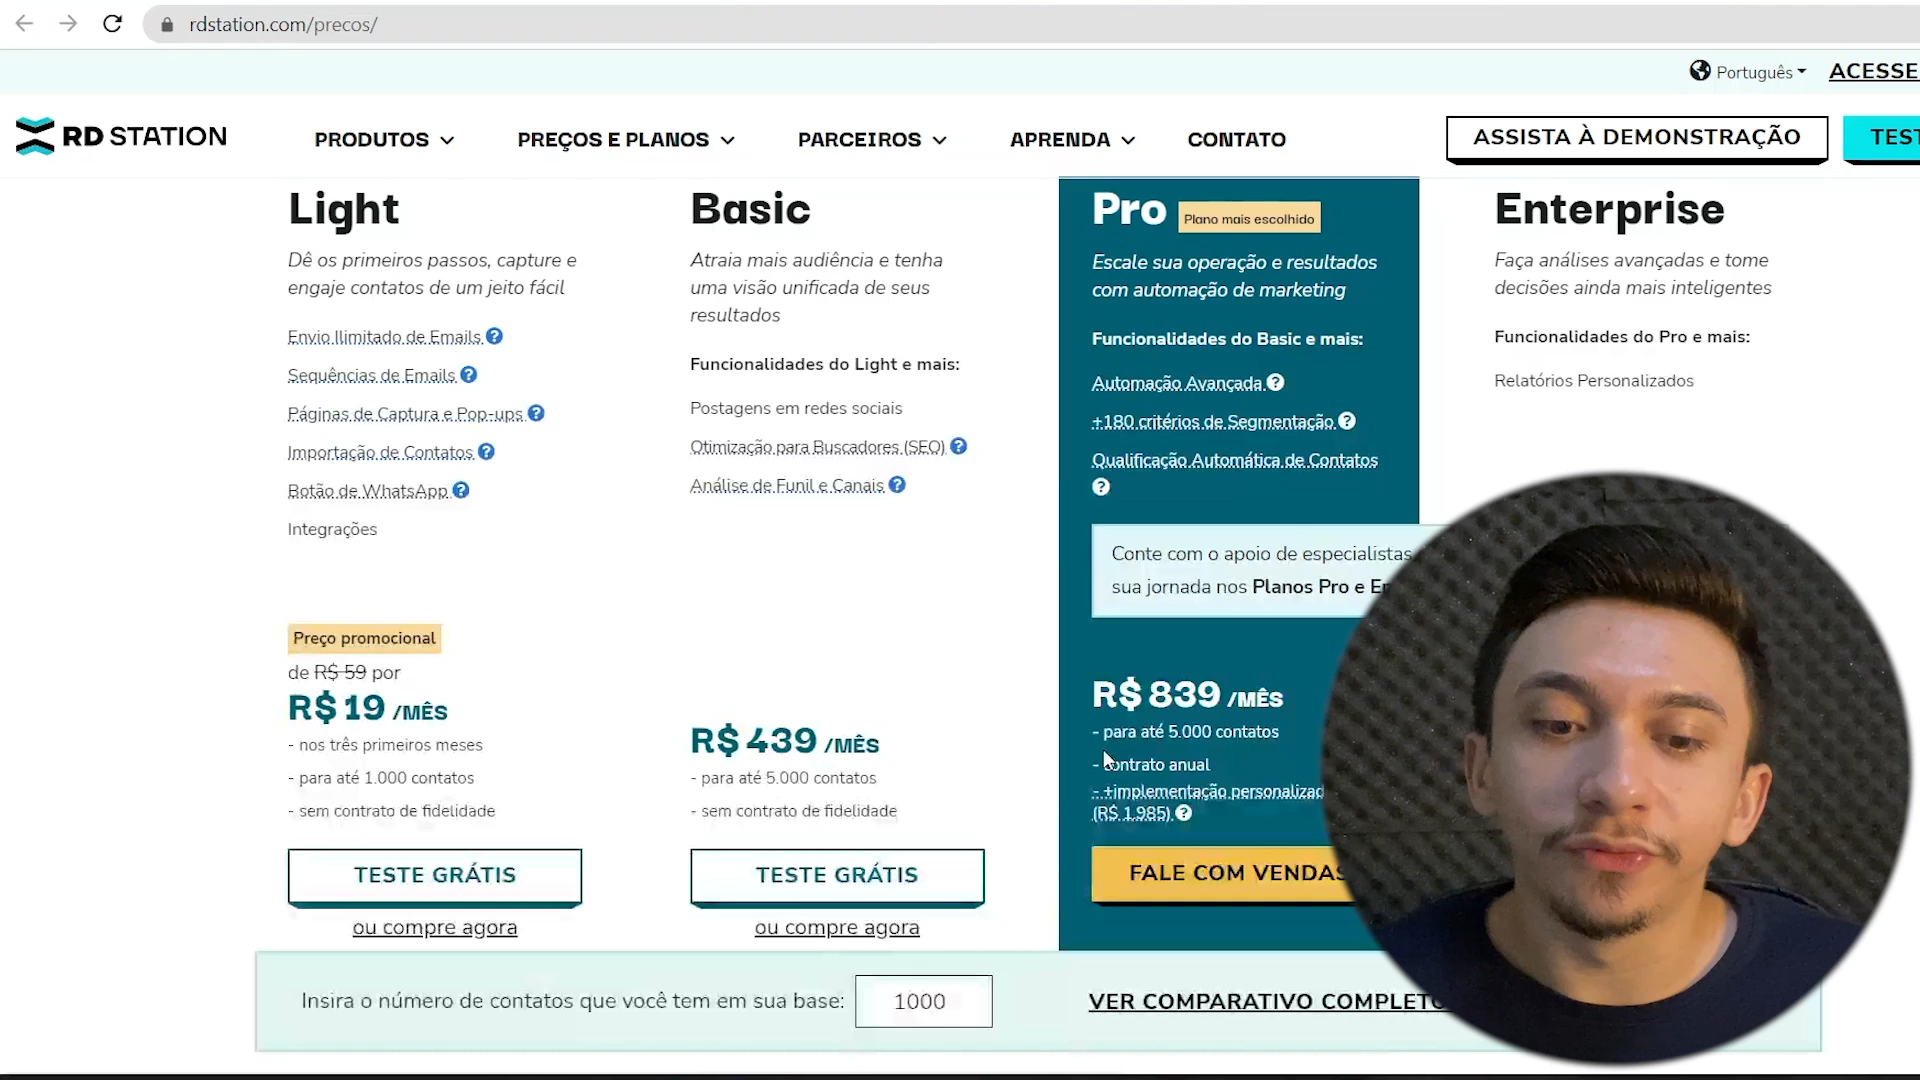 rdstation.com/precos/
Português
ACESSE
RD STATION
PRODUTOS
PREÇOS E PLANOS
PARCEIROS
APRENDA
CONTATO
ASSISTA À DEMONSTRAÇÃO
TEST
Light
Dê os primeiros passos, capture e
engaje contatos de um jeito fácil
Envio Ilimitado de Emails ?
Sequências de Emails ?
Páginas de Captura e Pop-ups ?
Importação de Contatos ?
Botão de WhatsApp ?
Integrações
Preço promocional
de R$ 59 por
R$ 19 /MÊS
- nos três primeiros meses
- para até 1.000 contatos
- sem contrato de fidelidade
TESTE GRÁTIS
ou compre agora
Basic
Atraia mais audiência e tenha
uma visão unificada de seus
resultados
Funcionalidades do Light e mais:
Postagens em redes sociais
Otimização para Buscadores (SEO) ?
Análise de Funil e Canais ?
R$ 439 /MÊS
- para até 5.000 contatos
- sem contrato de fidelidade
TESTE GRÁTIS
ou compre agora
Pro Plano mais escolhido
Escale sua operação e resultados
com automação de marketing
Funcionalidades do Basic e mais:
Automação Avançada ?
+180 critérios de Segmentação ?
Qualificação Automática de Contatos
?
Conte com o apoio de especialistas
sua jornada nos Planos Pro e E
R$ 839 /MÊS
- para até 5.000 contatos
- contrato anual
- +implementação personalizad
(R$ 1.985) ?
FALE COM VENDAS
Enterprise
Faça análises avançadas e tome
decisões ainda mais inteligentes
Funcionalidades do Pro e mais:
Relatórios Personalizados
Insira o número de contatos que você tem em sua base: 1000
VER COMPARATIVO COMPLETO